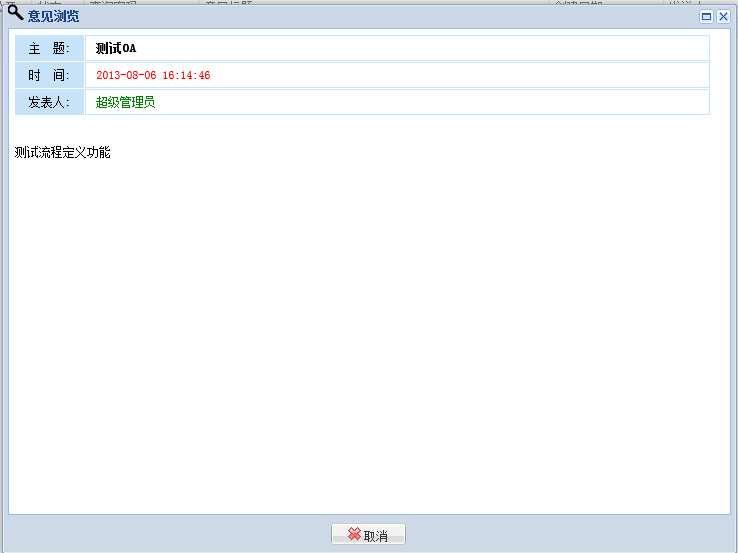 意见浏览
主 题: 测试OA
时 间: 2013-08-06 16:14:46
发表人: 超级管理员
测试流程定义功能
取消